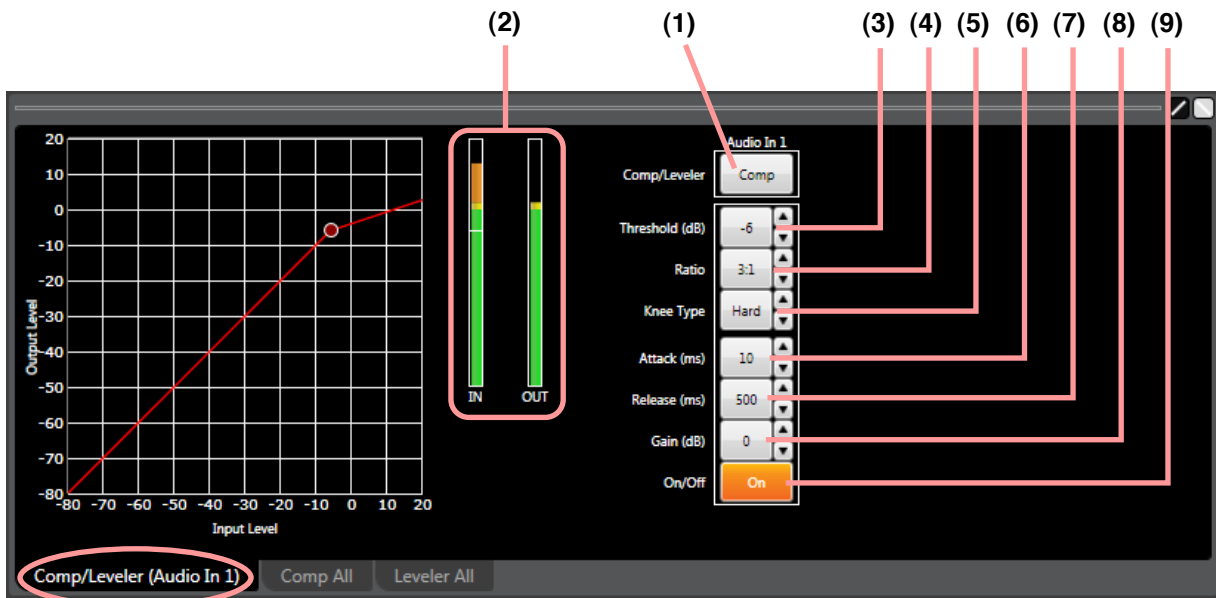 (2) (1) (3) (4) (5) (6) (7) (8) (9)
20
10
0
-10
-20
-30
-40
-50
-60
-70
-80
Output Level
-80 -70 -60 -50 -40 -30 -20 -10 0 10 20
Input Level
IN OUT
Audio In 1
Comp/Leveler Comp
Threshold (dB) -6
Ratio 3:1
Knee Type Hard
Attack (ms) 10
Release (ms) 500
Gain (dB) 0
On/Off On
Comp/Leveler (Audio In 1) Comp All Leveler All